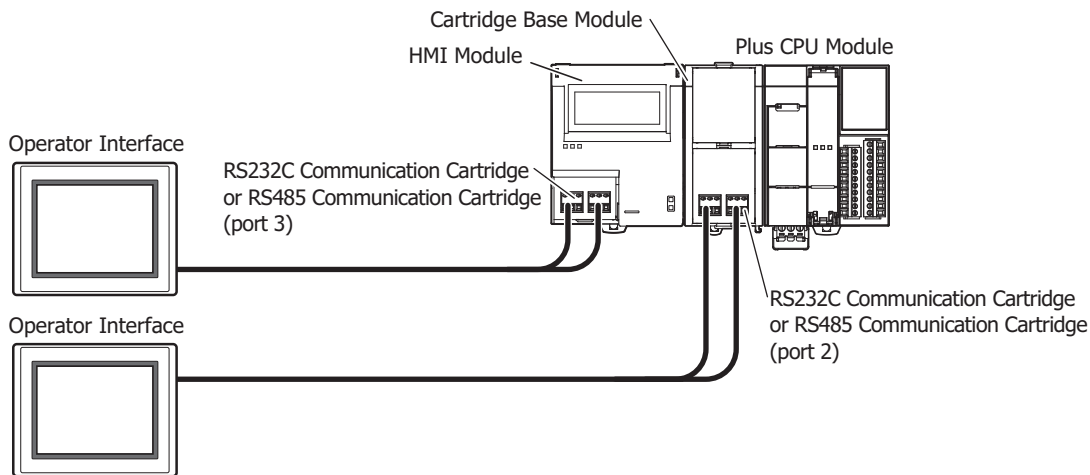 Cartridge Base Module
HMI Module
Plus CPU Module
Operator Interface
RS232C Communication Cartridge
or RS485 Communication Cartridge
(port 3)
RS232C Communication Cartridge
or RS485 Communication Cartridge
(port 2)
Operator Interface